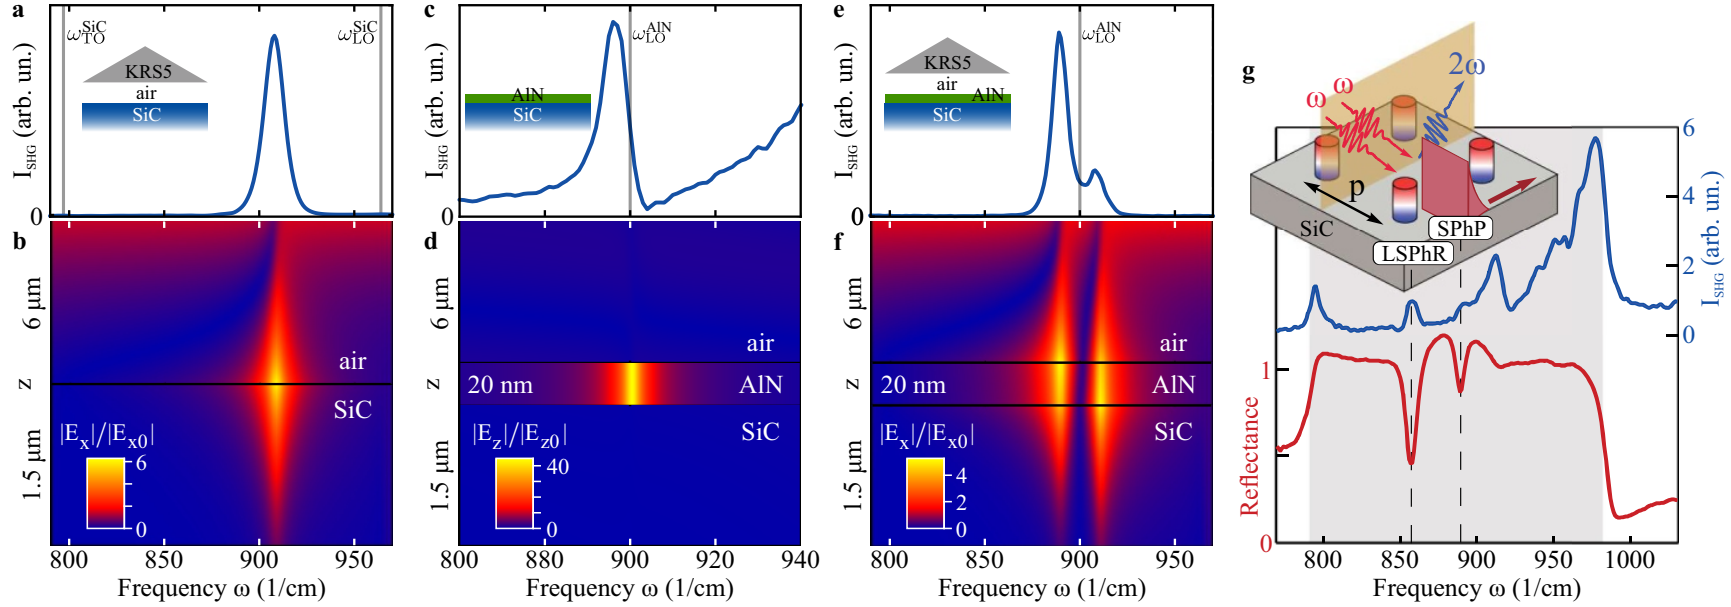 a
ω_TO^SiC
ω_LO^SiC
KRS5
air
SiC
I_SHG (arb. un.)
0
b
air
SiC
6 μm
z
1.5 μm
|E_x|/|E_x0|
6
4
2
0
800
850
900
950
Frequency ω (1/cm)
c
ω_LO^AlN
AlN
SiC
I_SHG (arb. un.)
0
d
air
20 nm
AlN
SiC
6 μm
z
1.5 μm
|E_z|/|E_z0|
40
20
0
800
880
900
920
940
Frequency ω (1/cm)
e
ω_LO^AlN
KRS5
air
AlN
SiC
I_SHG (arb. un.)
0
f
air
20 nm
AlN
SiC
6 μm
z
1.5 μm
|E_x|/|E_x0|
4
2
0
800
850
900
950
Frequency ω (1/cm)
g
ω
ω
2ω
p
SiC
SPhP
LSPhR
6
4
2
0
I_SHG (arb. un.)
1
0
Reflectance
800
850
900
950
1000
Frequency ω (1/cm)